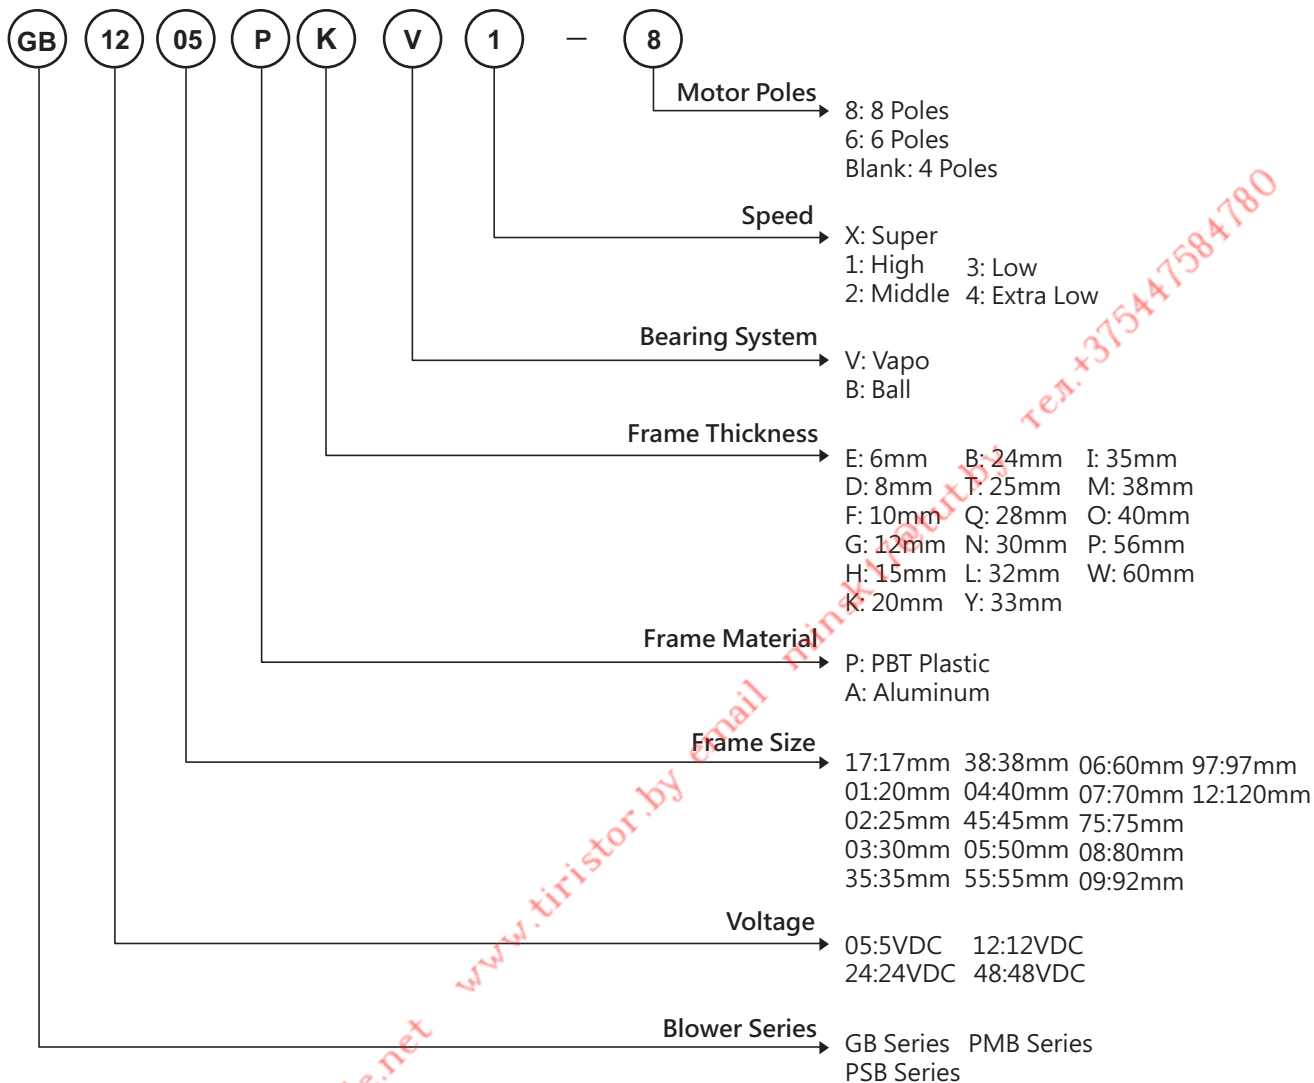 GB 12 05 P K V 1 – 8
Motor Poles
8: 8 Poles
6: 6 Poles
Blank: 4 Poles
Speed
X: Super
1: High 3: Low
2: Middle 4: Extra Low
Bearing System
V: Vapo
B: Ball
Frame Thickness
E: 6mm B: 24mm I: 35mm
D: 8mm T: 25mm M: 38mm
F: 10mm Q: 28mm O: 40mm
G: 12mm N: 30mm P: 56mm
H: 15mm L: 32mm W: 60mm
K: 20mm Y: 33mm
Frame Material
P: PBT Plastic
A: Aluminum
Frame Size
17:17mm 38:38mm 06:60mm 97:97mm
01:20mm 04:40mm 07:70mm 12:120mm
02:25mm 45:45mm 75:75mm
03:30mm 05:50mm 08:80mm
35:35mm 55:55mm 09:92mm
Voltage
05:5VDC 12:12VDC
24:24VDC 48:48VDC
Blower Series
GB Series PMB Series
PSB Series
www.tiristor.by email minsk17@tut.by тел.+375447584780